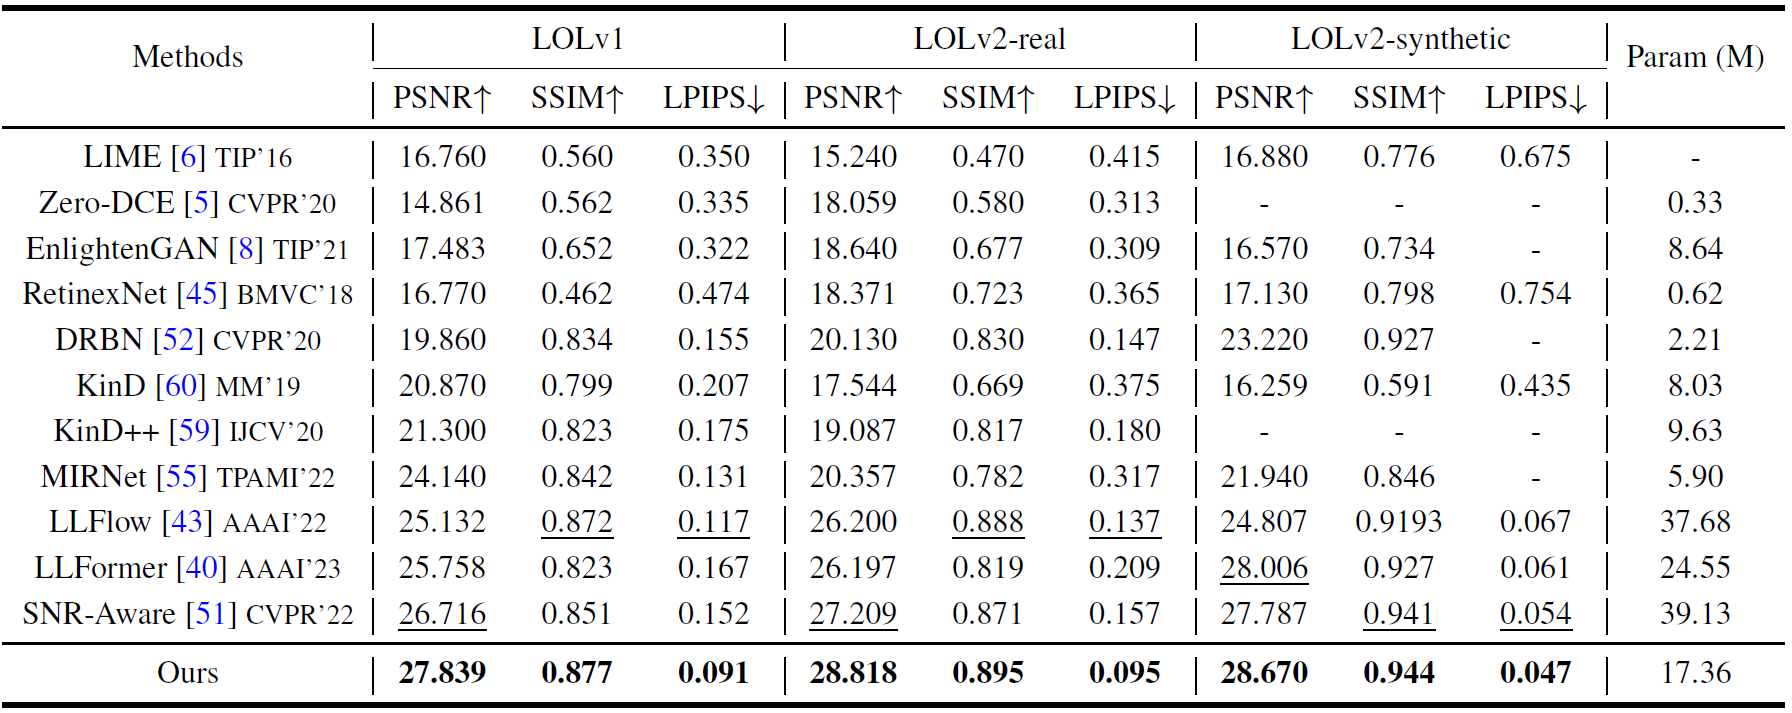 Methods LOLv1 LOLv2-real LOLv2-synthetic Param (M)
PSNR↑ SSIM↑ LPIPS↓ PSNR↑ SSIM↑ LPIPS↓ PSNR↑ SSIM↑ LPIPS↓
LIME [6] TIP'16 16.760 0.560 0.350 15.240 0.470 0.415 16.880 0.776 0.675 -
Zero-DCE [5] CVPR'20 14.861 0.562 0.335 18.059 0.580 0.313 - - - 0.33
EnlightenGAN [8] TIP'21 17.483 0.652 0.322 18.640 0.677 0.309 16.570 0.734 - 8.64
RetinexNet [45] BMVC'18 16.770 0.462 0.474 18.371 0.723 0.365 17.130 0.798 0.754 0.62
DRBN [52] CVPR'20 19.860 0.834 0.155 20.130 0.830 0.147 23.220 0.927 - 2.21
KinD [60] MM'19 20.870 0.799 0.207 17.544 0.669 0.375 16.259 0.591 0.435 8.03
KinD++ [59] IJCV'20 21.300 0.823 0.175 19.087 0.817 0.180 - - - 9.63
MIRNet [55] TPAMI'22 24.140 0.842 0.131 20.357 0.782 0.317 21.940 0.846 - 5.90
LLFlow [43] AAAI'22 25.132 0.872 0.117 26.200 0.888 0.137 24.807 0.9193 0.067 37.68
LLFormer [40] AAAI'23 25.758 0.823 0.167 26.197 0.819 0.209 28.006 0.927 0.061 24.55
SNR-Aware [51] CVPR'22 26.716 0.851 0.152 27.209 0.871 0.157 27.787 0.941 0.054 39.13
Ours 27.839 0.877 0.091 28.818 0.895 0.095 28.670 0.944 0.047 17.36